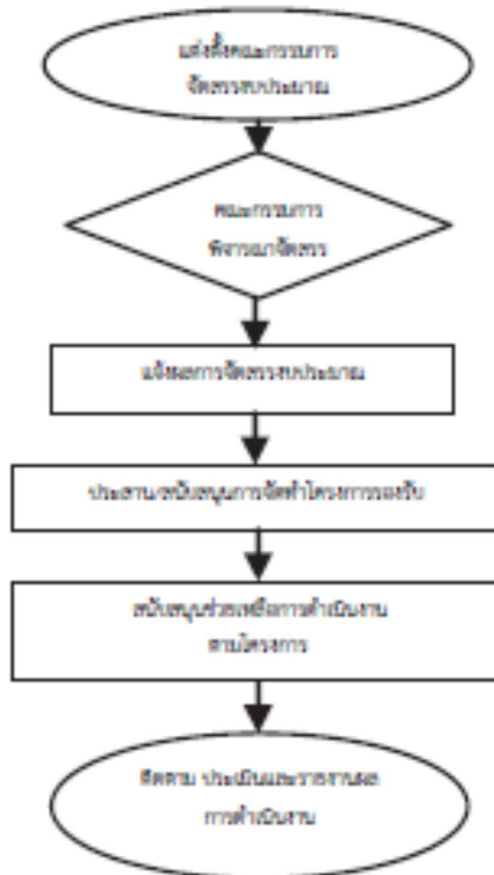 แต่งตั้งคณะกรรมการ
จัดสรรงบประมาณ
คณะกรรมการ
พิจารณาจัดสรร
แจ้งผลการจัดสรรงบประมาณ
ประสาน/สนับสนุนการจัดทำโครงการรองรับ
สนับสนุนช่วยเหลือการดำเนินงาน
ตามโครงการ
ติดตาม ประเมินและรายงานผล
การดำเนินงาน